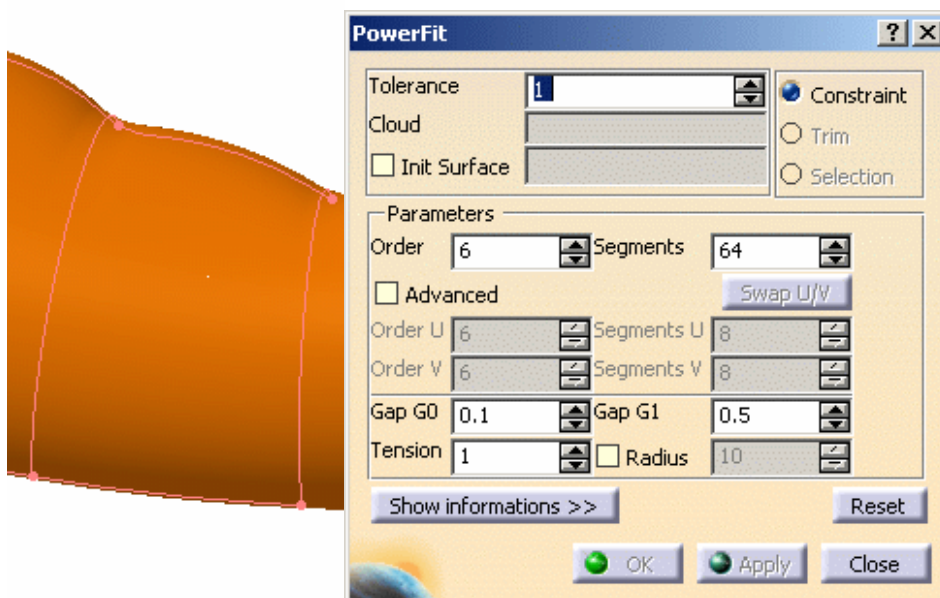 PowerFit
Tolerance 1
Constraint
Cloud
Trim
Init Surface
Selection
Parameters
Order 6 Segments 64
Advanced Swap U/V
Order U 6 Segments U 8
Order V 6 Segments V 8
Gap G0 0.1 Gap G1 0.5
Tension 1 Radius 10
Show informations >> Reset
OK Apply Close